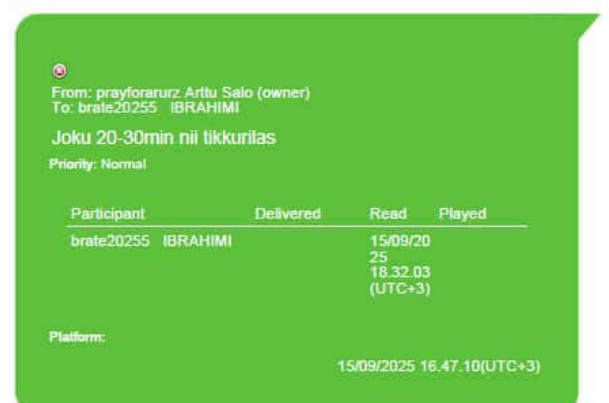 From: prayforarurz Arttu Salo (owner)
To: brate20255 IBRAHIMI
Joku 20-30min nii tikkurilas
Priority: Normal
Participant Delivered Read Played
brate20255 IBRAHIMI 15/09/20
25
18.32.03
(UTC+3)
Platform:
15/09/2025 16.47.10(UTC+3)